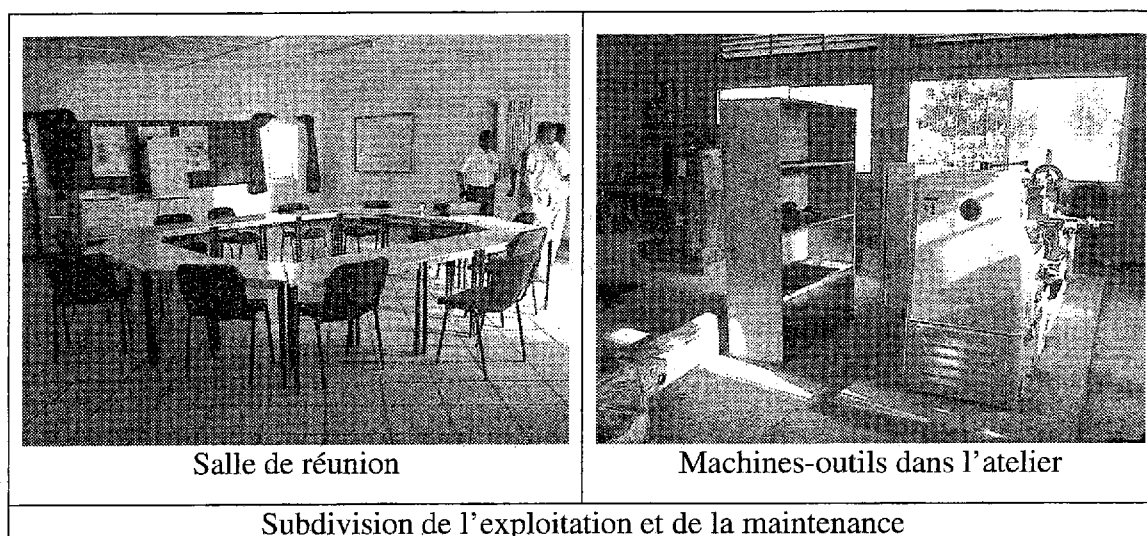 Salle de réunion
Machines-outils dans l'atelier
Subdivision de l'exploitation et de la maintenance